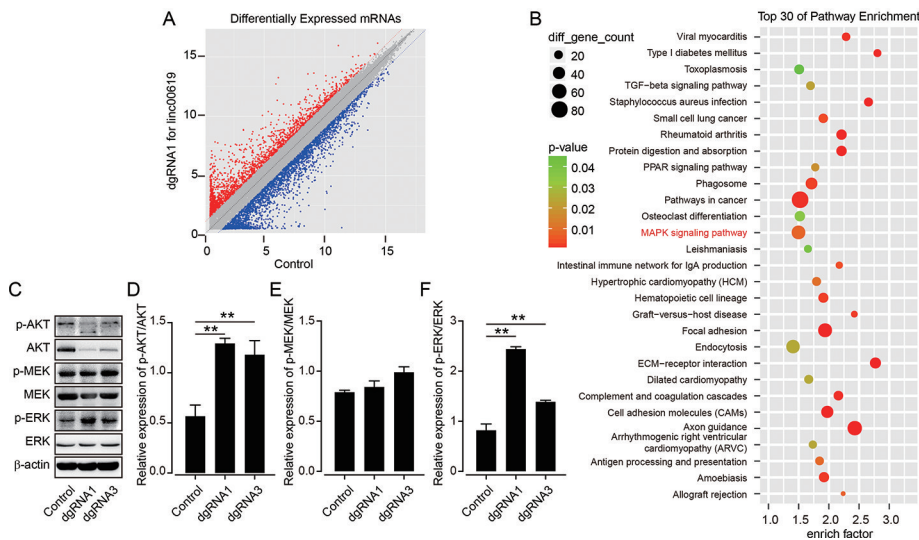 A
Differentially Expressed mRNAs
dgRNA1 for linc00619
15
10
5
0
0
5
10
15
Control
B
Top 30 of Pathway Enrichment
diff_gene_count
20
40
60
80
p-value
0.04
0.03
0.02
0.01
Viral myocarditis
Type I diabetes mellitus
Toxoplasmosis
TGF-beta signaling pathway
Staphylococcus aureus infection
Small cell lung cancer
Rheumatoid arthritis
Protein digestion and absorption
PPAR signaling pathway
Phagosome
Pathways in cancer
Osteoclast differentiation
MAPK signaling pathway
Leishmaniasis
Intestinal immune network for IgA production
Hypertrophic cardiomyopathy (HCM)
Hematopoietic cell lineage
Graft-versus-host disease
Focal adhesion
Endocytosis
ECM-receptor interaction
Dilated cardiomyopathy
Complement and coagulation cascades
Cell adhesion molecules (CAMs)
Axon guidance
Arrhythmogenic right ventricular
cardiomyopathy (ARVC)
Antigen processing and presentation
Amoebiasis
Allograft rejection
1.0
1.5
2.0
2.5
3.0
enrich factor
C
p-AKT
AKT
p-MEK
MEK
p-ERK
ERK
β-actin
Control
dgRNA1
dgRNA3
D
Relative expression of p-AKT/AKT
1.5
1.0
0.5
0.0
**
**
Control
dgRNA1
dgRNA3
E
Relative expression of p-MEK/MEK
2.0
1.5
1.0
0.5
0.0
Control
dgRNA1
dgRNA3
F
Relative expression of p-ERK/ERK
3
2
1
0
**
**
Control
dgRNA1
dgRNA3